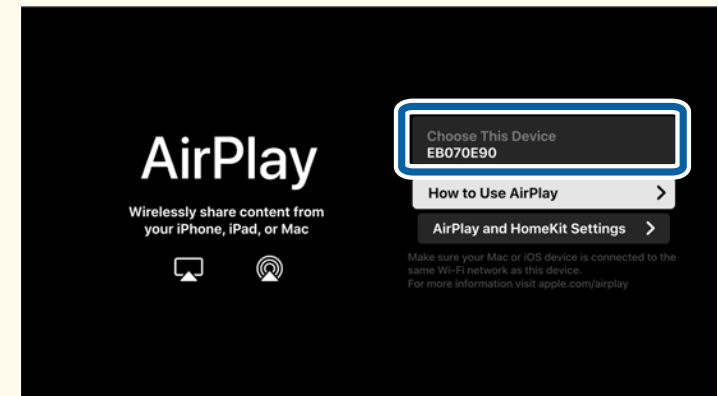 AirPlay
Wirelessly share content from
your iPhone, iPad, or Mac
Choose This Device
EB070E90
How to Use AirPlay
AirPlay and HomeKit Settings
Make sure your Mac or iOS device is connected to the
same Wi-Fi network as this device.
For more information visit apple.com/airplay